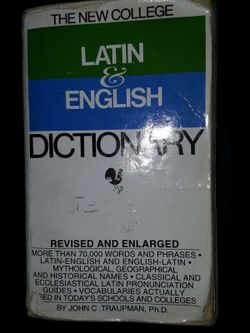 THE NEW COLLEGE
LATIN
&
ENGLISH
DICTIONARY
REVISED AND ENLARGED
MORE THAN 70,000 WORDS AND PHRASES •
• LATIN-ENGLISH AND ENGLISH-LATIN •
MYTHOLOGICAL, GEOGRAPHICAL
AND HISTORICAL NAMES • CLASSICAL AND
ECCLESIASTICAL LATIN PRONUNCIATION
GUIDES • VOCABULARIES ACTUALLY
IN TODAY'S SCHOOLS AND COLLEGES
BY JOHN C. TRAUPMAN, Ph.D.